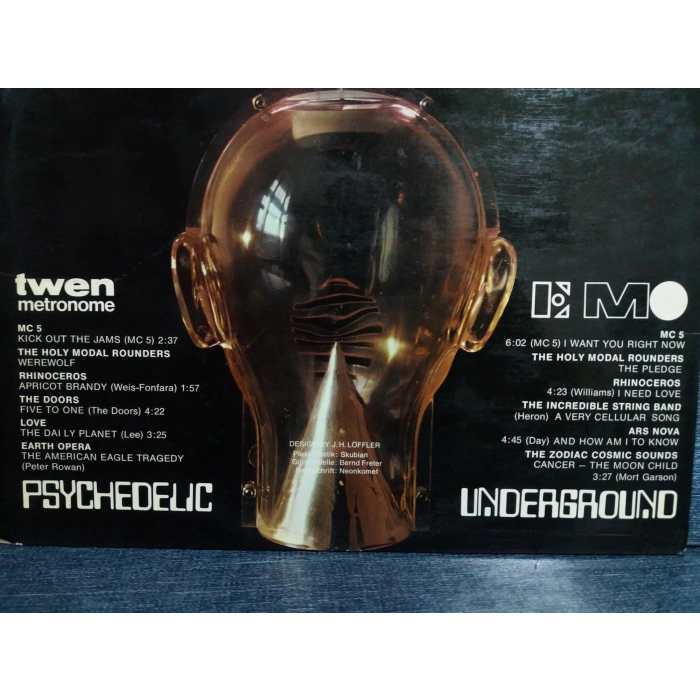 twen
metronome
MC 5
KICK OUT THE JAMS (MC 5) 2:37
THE HOLY MODAL ROUNDERS
WEREWOLF
RHINOCEROS
APRICOT BRANDY (Weis-Fonfara) 1:57
THE DOORS
FIVE TO ONE (The Doors) 4:22
LOVE
THE DAILY PLANET (Lee) 3:25
EARTH OPERA
THE AMERICAN EAGLE TRAGEDY
(Peter Rowan)
PSYCHEDELIC
DESIGN BY J.H. LÖFFLER
Skubian
Bernd Freter
Neonkomet
MC 5
6:02 (MC 5) I WANT YOU RIGHT NOW
THE HOLY MODAL ROUNDERS
THE PLEDGE
RHINOCEROS
4:23 (Williams) I NEED LOVE
THE INCREDIBLE STRING BAND
(Heron) A VERY CELLULAR SONG
ARS NOVA
4:45 (Day) AND HOW AM I TO KNOW
THE ZODIAC COSMIC SOUNDS
CANCER – THE MOON CHILD
3:27 (Mort Garson)
UNDERGROUND